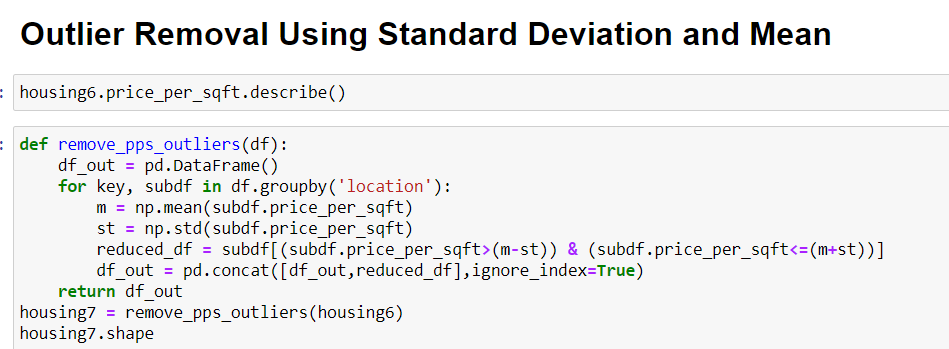 Outlier Removal Using Standard Deviation and Mean
: housing6.price_per_sqft.describe()
: def remove_pps_outliers(df):
    df_out = pd.DataFrame()
    for key, subdf in df.groupby('location'):
        m = np.mean(subdf.price_per_sqft)
        st = np.std(subdf.price_per_sqft)
        reduced_df = subdf[(subdf.price_per_sqft>(m-st)) & (subdf.price_per_sqft<=(m+st))]
        df_out = pd.concat([df_out,reduced_df],ignore_index=True)
    return df_out
housing7 = remove_pps_outliers(housing6)
housing7.shape